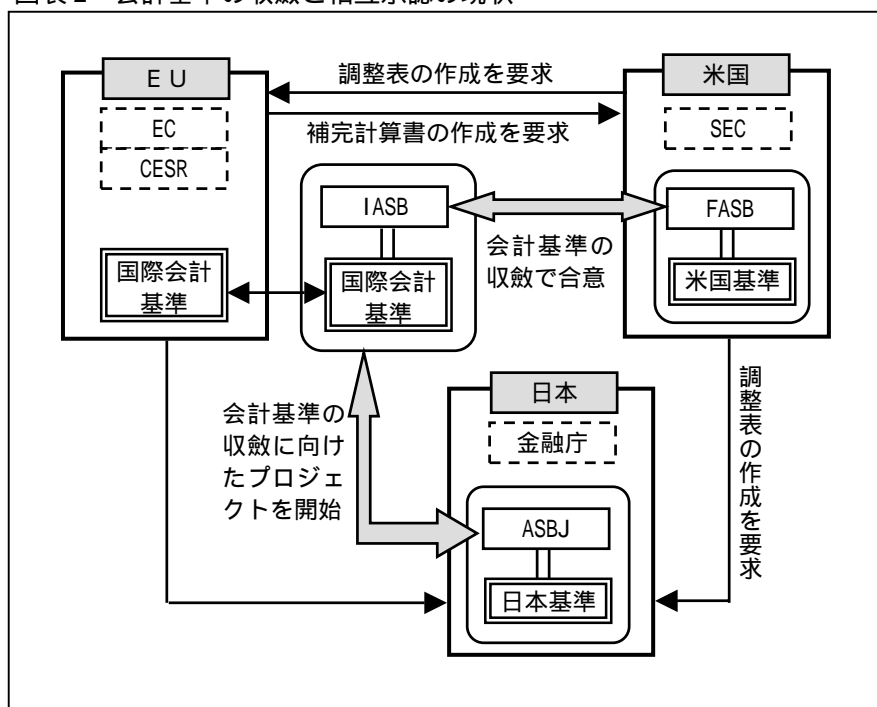 ＥＵ
EC
CESR
国際会計
基準
調整表の作成を要求
補完計算書の作成を要求
IASB
国際会計
基準
会計基準の
収斂で合意
米国
SEC
FASB
米国基準
会計基準の
収斂に向け
たプロジェ
クトを開始
日本
金融庁
ASBJ
日本基準
調整表の作成を要求